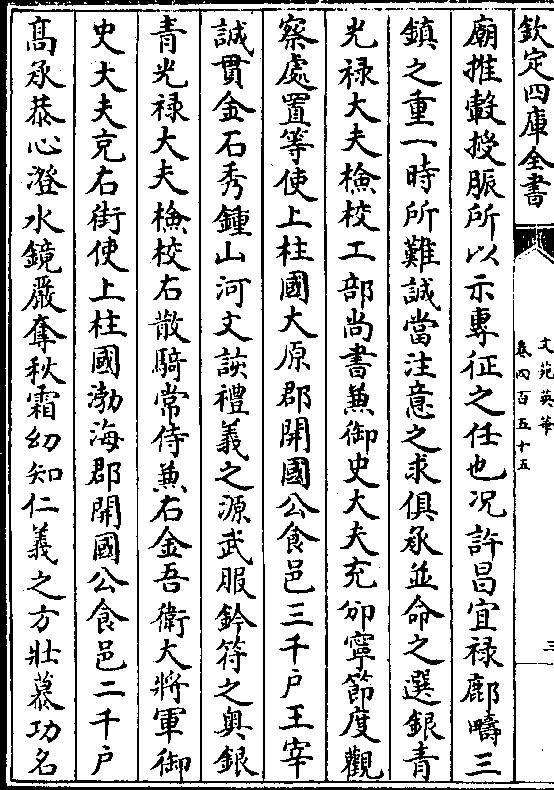 欽定四庫全書
文苑英華
卷四百五十五
三
廟推轂授脤所以示專征之任也况許昌宜禄鄜疇三
鎮之重一時所難誠當注意之求俱承並命之選銀青
光禄大夫檢校工部尚書兼御史大夫充邠寧節度觀
察處置等使上柱國大原郡開國公食邑三千户王宰
誠貫金石秀鍾山河文談禮義之源武服鈐符之奥銀
青光禄大夫檢校右散騎常侍兼右金吾衛大將軍御
史大夫充右街使上柱國渤海郡開國公食邑二千户
髙承恭心澄水鏡嚴奪秋霜幼知仁義之方壯慕功名